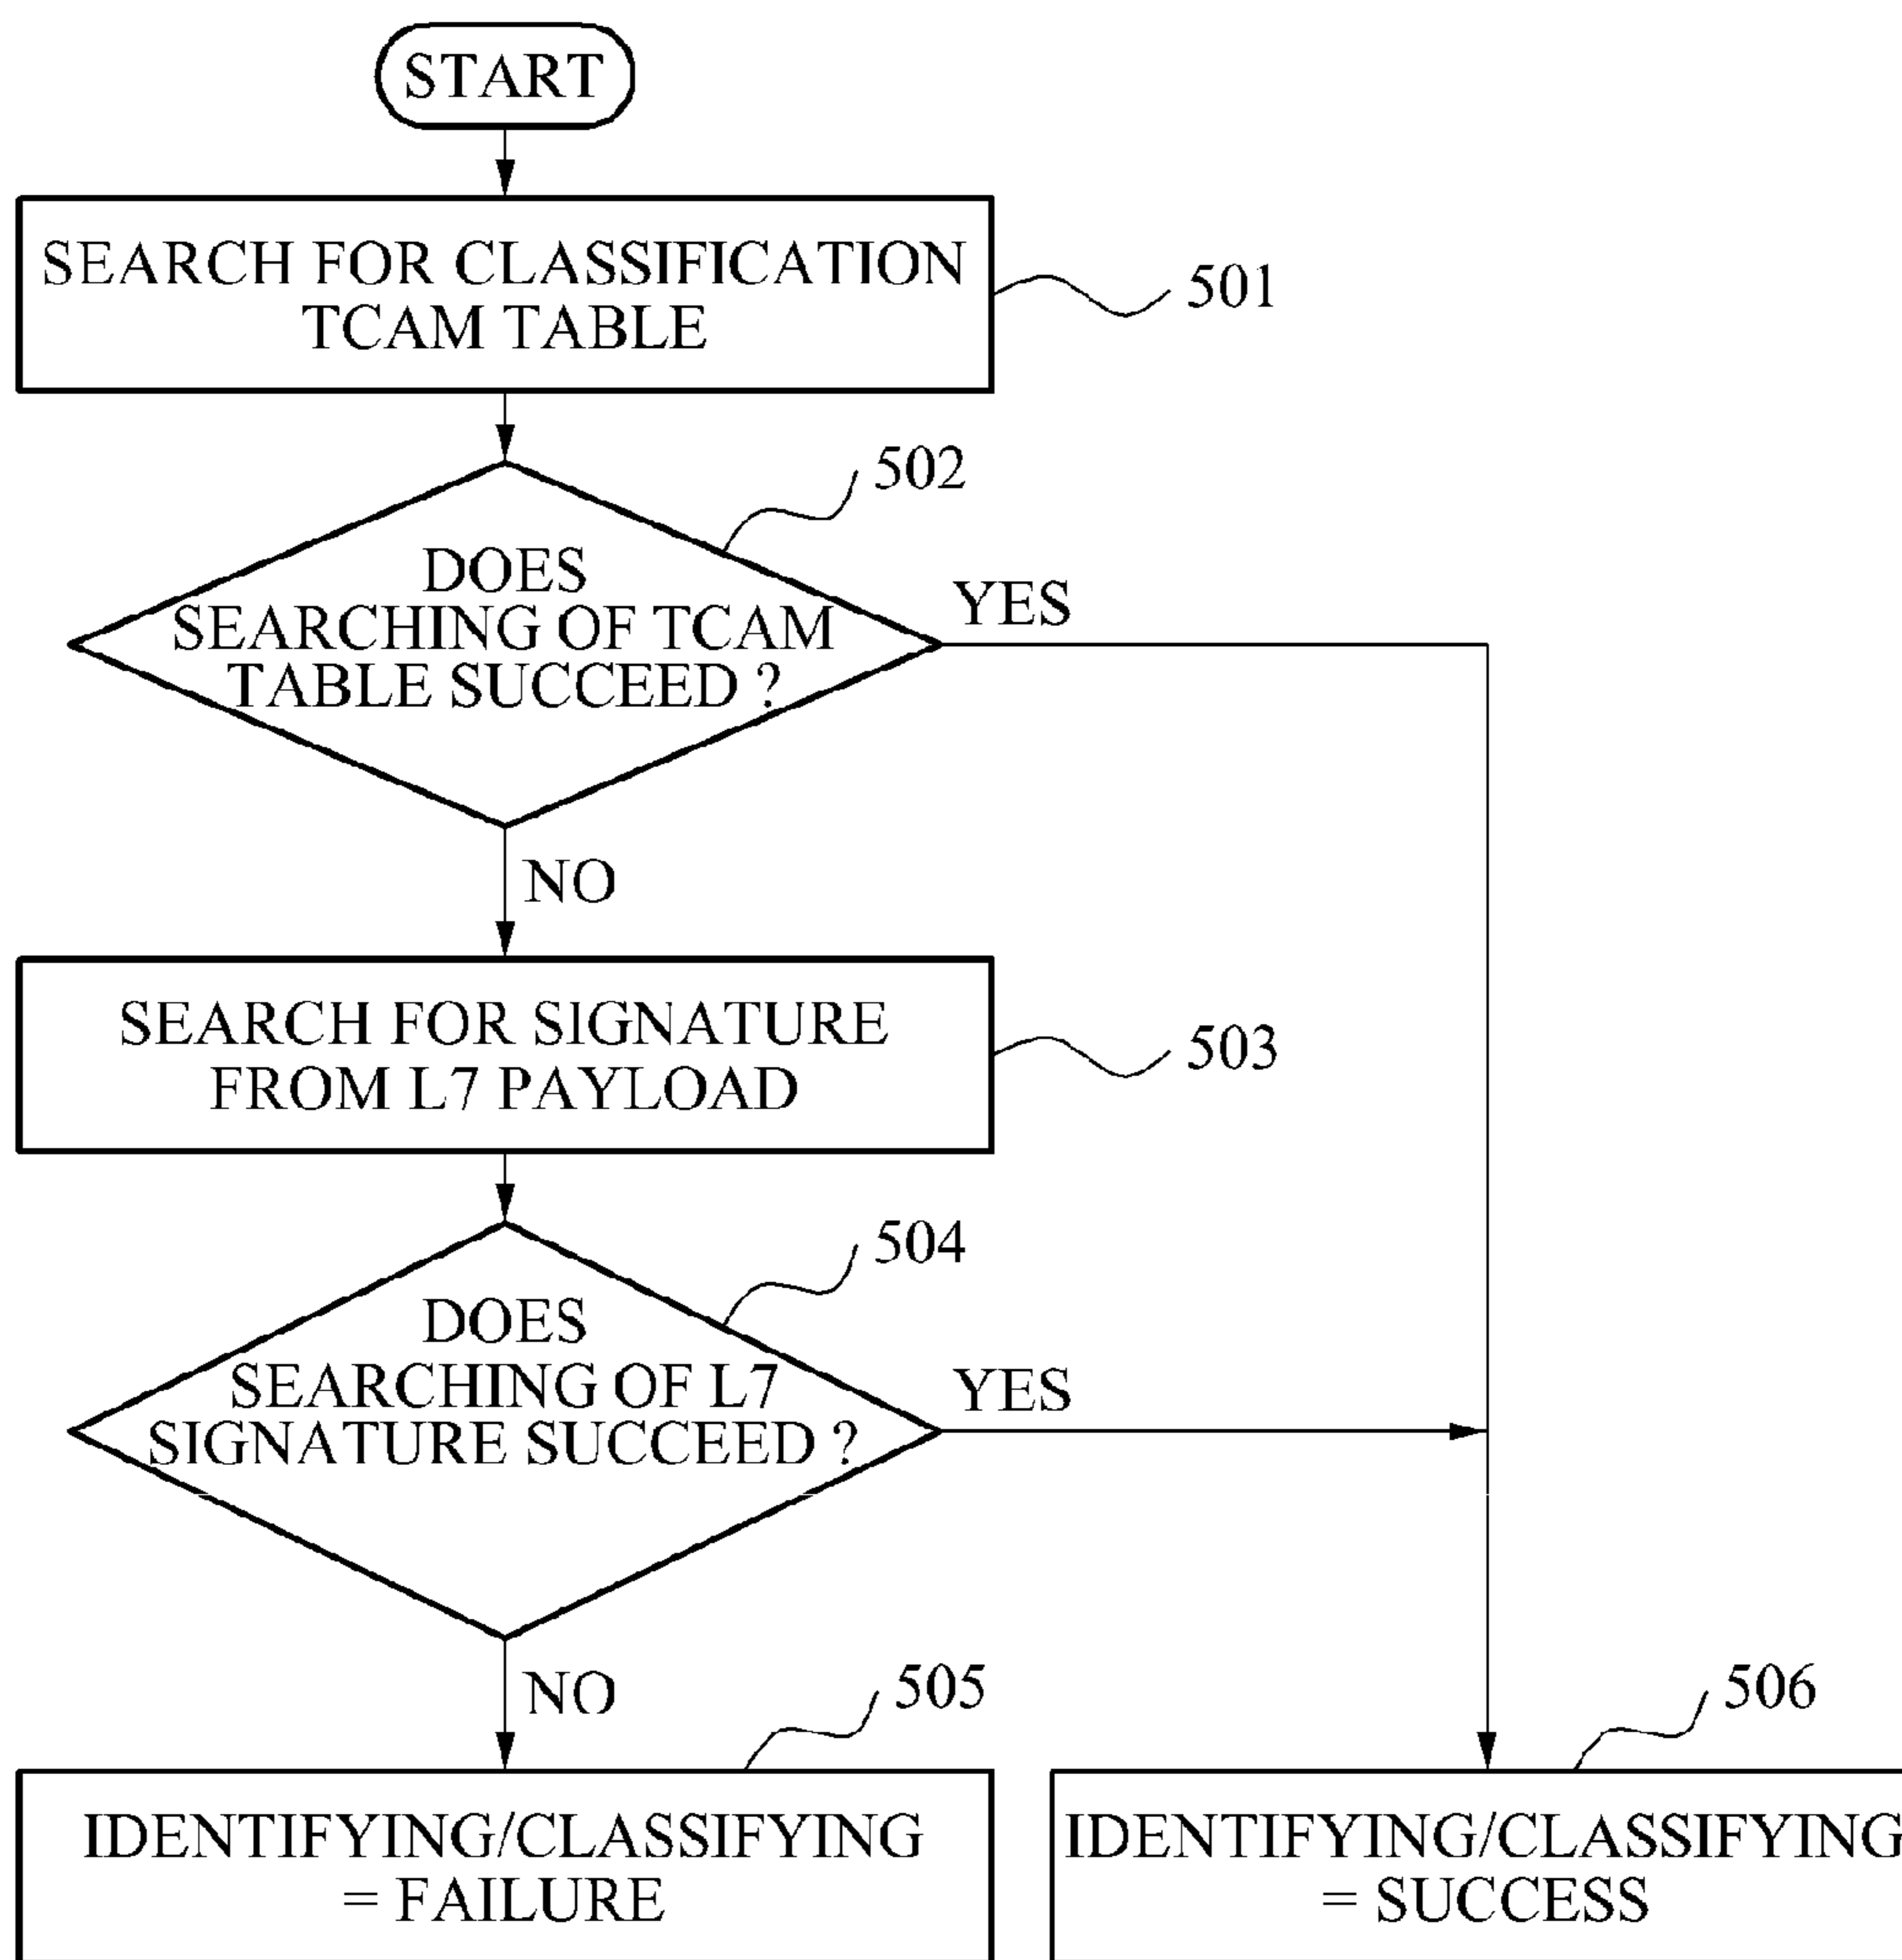 START
SEARCH FOR CLASSIFICATION
TCAM TABLE
501
502
DOES
SEARCHING OF TCAM
TABLE SUCCEED ?
YES
NO
SEARCH FOR SIGNATURE
FROM L7 PAYLOAD
503
504
DOES
SEARCHING OF L7
SIGNATURE SUCCEED ?
YES
NO
505
506
IDENTIFYING/CLASSIFYING
= FAILURE
IDENTIFYING/CLASSIFYING
= SUCCESS